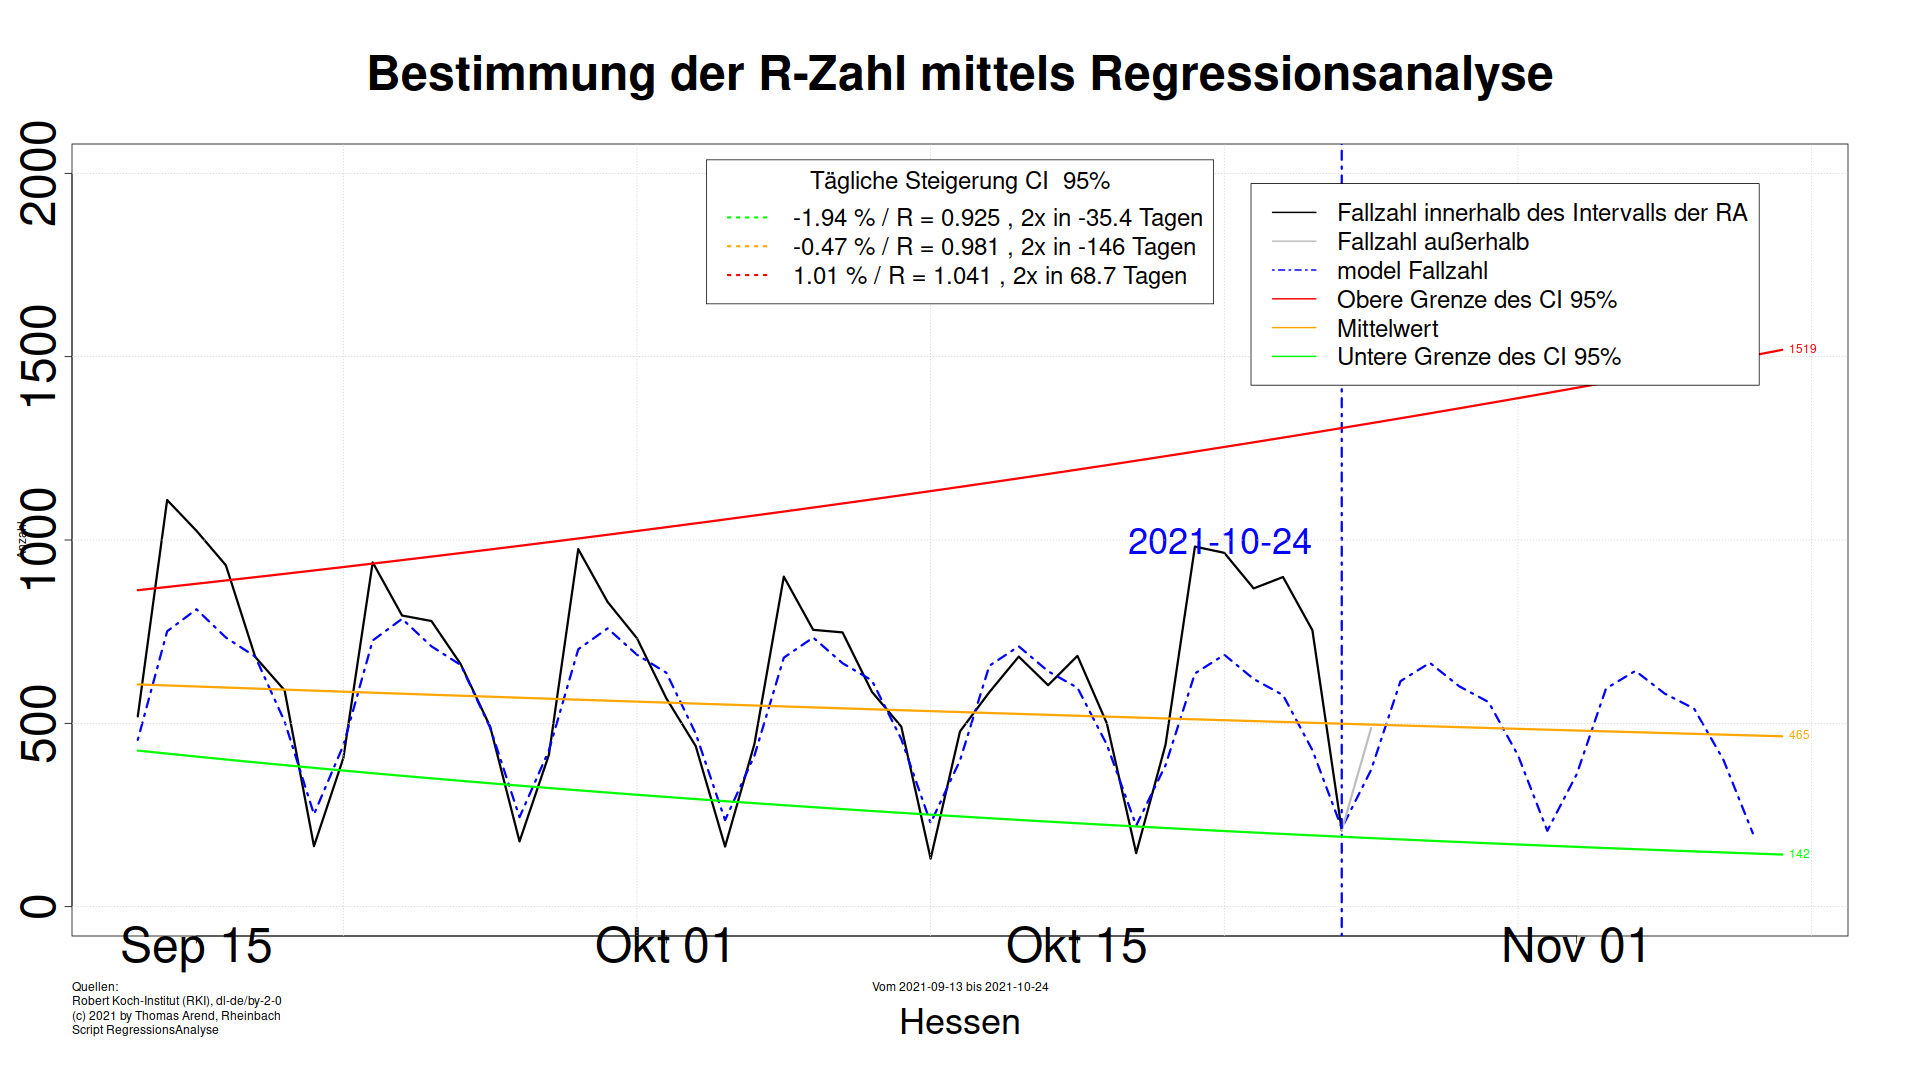 Bestimmung der R-Zahl mittels Regressionsanalyse
Tägliche Steigerung CI  95%
-1.94 % / R = 0.925 , 2x in -35.4 Tagen
-0.47 % / R = 0.981 , 2x in -146 Tagen
1.01 % / R = 1.041 , 2x in 68.7 Tagen
Fallzahl innerhalb des Intervalls der RA
Fallzahl außerhalb
model Fallzahl
Obere Grenze des CI 95%
Mittelwert
Untere Grenze des CI 95%
2000
1500
1000
500
0
Anzahl
1519
2021-10-24
465
142
Sep 15
Okt 01
Okt 15
Nov 01
Quellen:
Robert Koch-Institut (RKI), dl-de/by-2-0
(c) 2021 by Thomas Arend, Rheinbach
Script RegressionsAnalyse
Vom 2021-09-13 bis 2021-10-24
Hessen